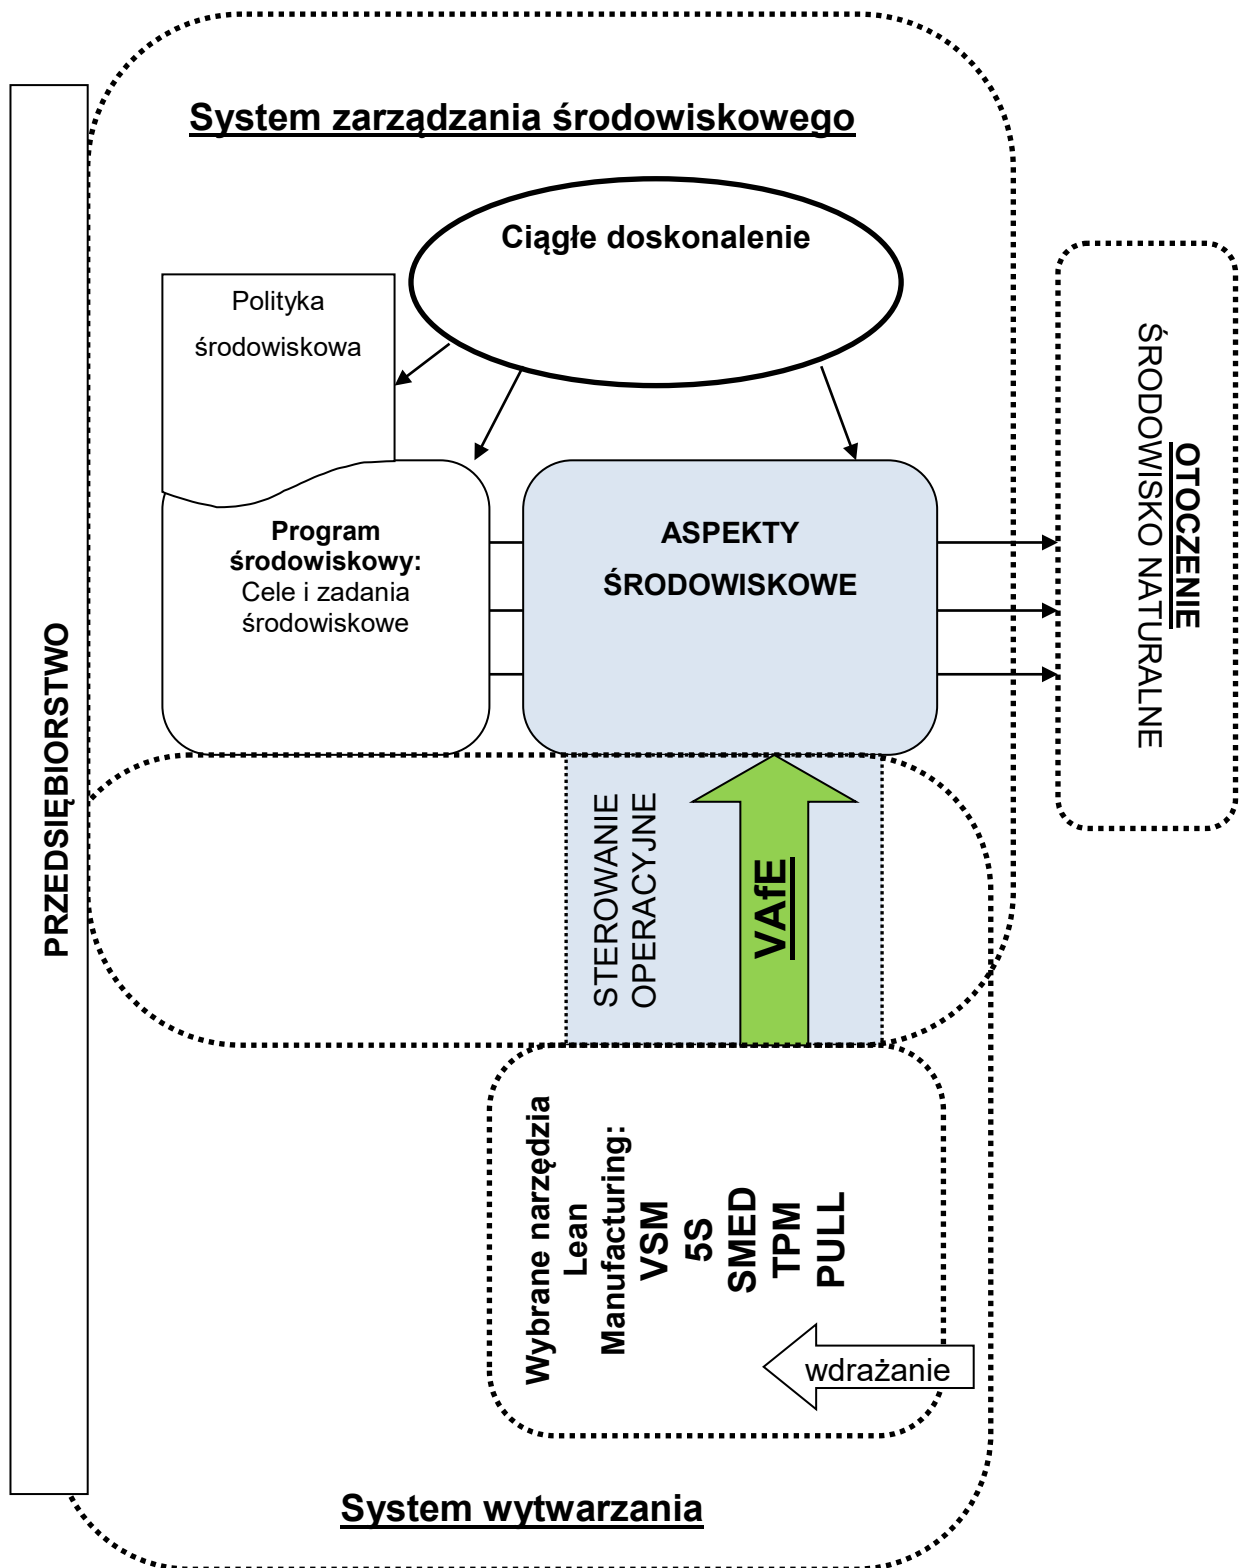 System zarządzania środowiskowego
Ciągłe doskonalenie
Polityka
środowiskowa
Program
środowiskowy:
Cele i zadania
środowiskowe
ASPEKTY
ŚRODOWISKOWE
OTOCZENIE
ŚRODOWISKO NATURALNE
PRZEDSIĘBIORSTWO
STEROWANIE
OPERACYJNE
VAfE
Wybrane narzędzia
Lean
Manufacturing:
VSM
5S
SMED
TPM
PULL
wdrażanie
System wytwarzania